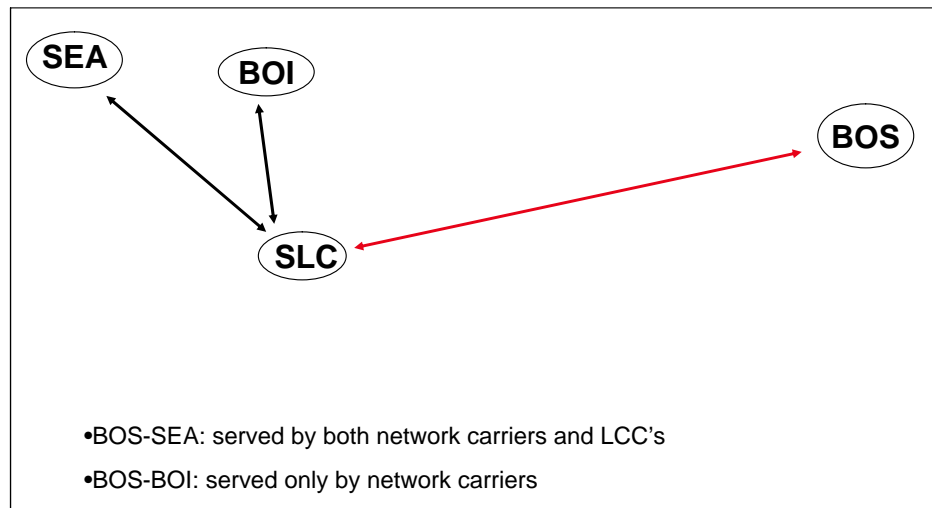 SEA
BOI
BOS
SLC
•BOS-SEA: served by both network carriers and LCC's
•BOS-BOI: served only by network carriers